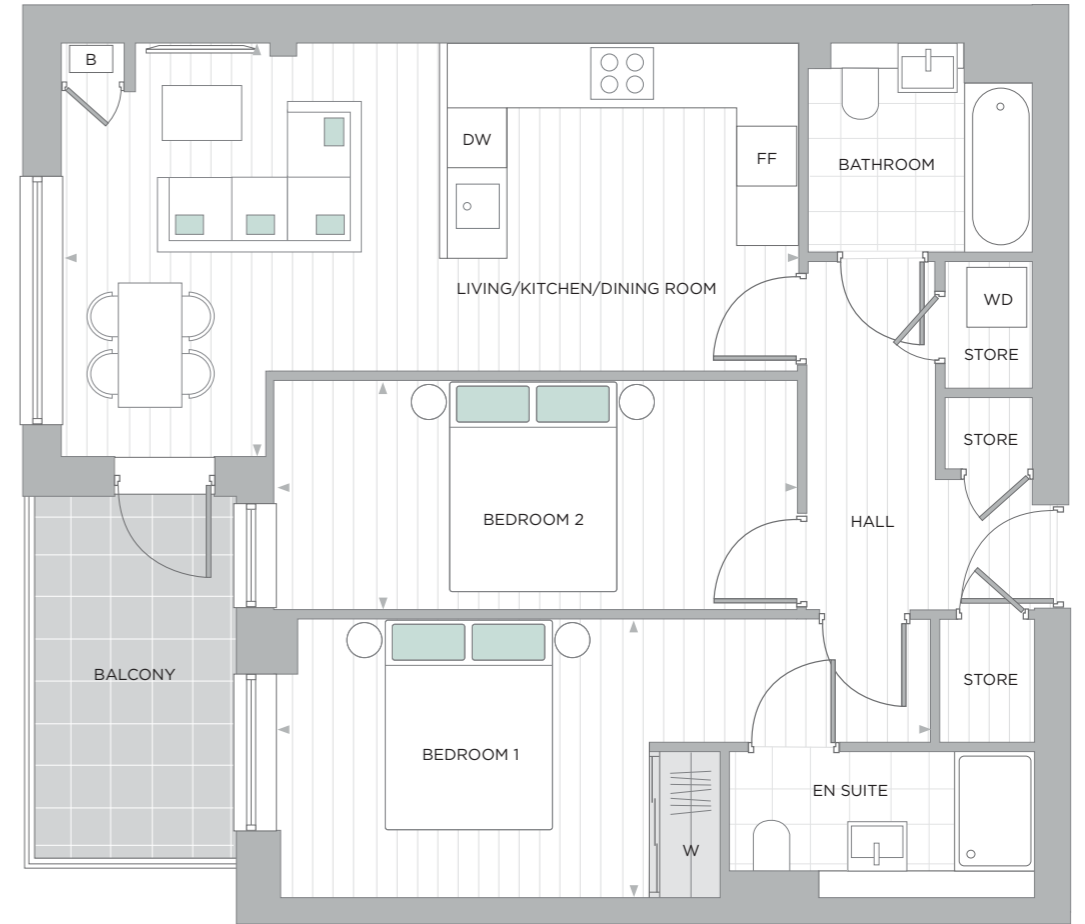 B
DW
FF
BATHROOM
LIVING/KITCHEN/DINING ROOM
WD
STORE
STORE
BEDROOM 2
HALL
BALCONY
STORE
BEDROOM 1
EN SUITE
W